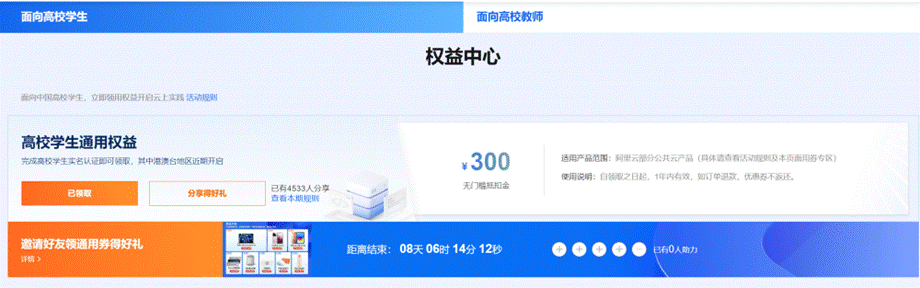 面向高校学生
面向高校教师
权益中心
面向中国高校学生，立即领用权益开启云上实践 活动规则
高校学生通用权益
完成高校学生实名认证即可领取，其中港澳台地区近期开启
已领取
分享得好礼
已有4533人分享
查看本期规则
¥300
无门槛抵扣金
适用产品范围：阿里云部分公共云产品（具体请查看活动规则及本页面用券专区）
使用说明：自领取之日起，1年内有效，如订单退款，优惠券不返还。
邀请好友领通用券得好礼
详情 >
距离结束： 08天 06时 14分 12秒
已有0人助力